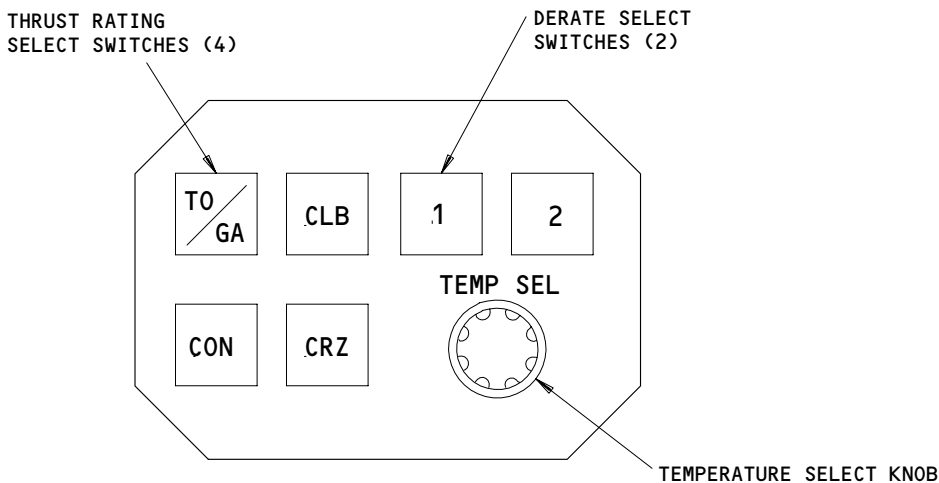 THRUST RATING
SELECT SWITCHES (4)
DERATE SELECT
SWITCHES (2)
TO/GA
CLB
1
2
TEMP SEL
CON
CRZ
TEMPERATURE SELECT KNOB